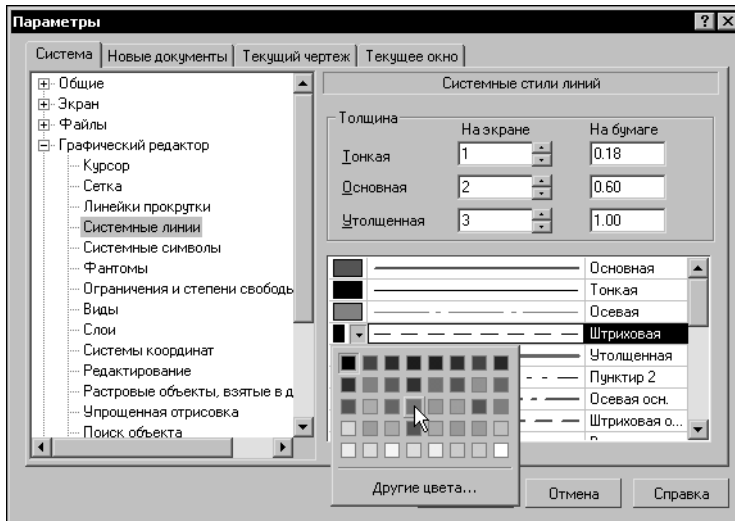 Параметры
Система
Новые документы
Текущий чертеж
Текущее окно
Общие
Экран
Файлы
Графический редактор
Курсор
Сетка
Линейки прокрутки
Системные линии
Системные символы
Фантомы
Ограничения и степени свободь
Виды
Слои
Системы координат
Редактирование
Растровые объекты, взятые в д
Упрощенная отрисовка
Поиск объекта
Системные стили линий
Толщина
На экране
На бумаге
Тонкая
1
0.18
Основная
2
0.60
Утолщенная
3
1.00
Основная
Тонкая
Осевая
Штриховая
Утолщенная
Пунктир 2
Осевая осн.
Штриховая о...
Другие цвета...
Отмена
Справка